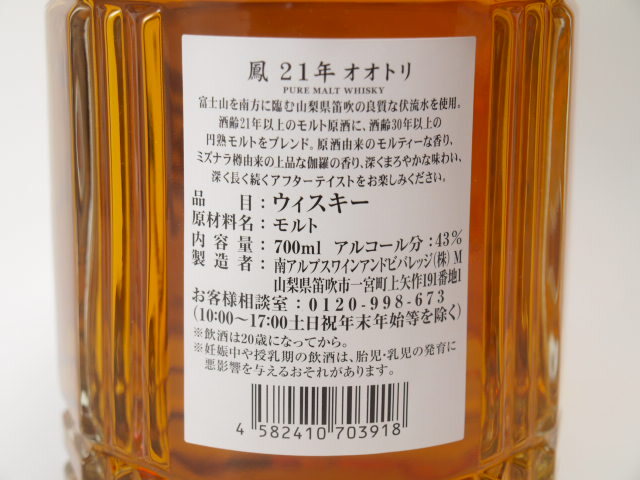 鳳 21年 オオトリ
PURE MALT WHISKY
富士山を南方に臨む山梨県笛吹の良質な伏流水を使用。
酒齢21年以上のモルト原酒に、酒齢30年以上の
円熟モルトをブレンド。原酒由来のモルティーな香り、
ミズナラ樽由来の上品な伽羅の香り、深くまろやかな味わい、
深く長く続くアフターテイストをお楽しみください。
品目：ウィスキー
原材料名：モルト
内容量：700ml アルコール分：43%
製造者：南アルプスワインアンドビバレッジ(株) M
山梨県笛吹市一宮町上矢作191番地1
お客様相談室：0120-998-673
(10:00～17:00土日祝年末年始等を除く)
※飲酒は20歳になってから。
※妊娠中や授乳期の飲酒は、胎児・乳児の発育に
悪影響を与えるおそれがあります。
4 582410 703918